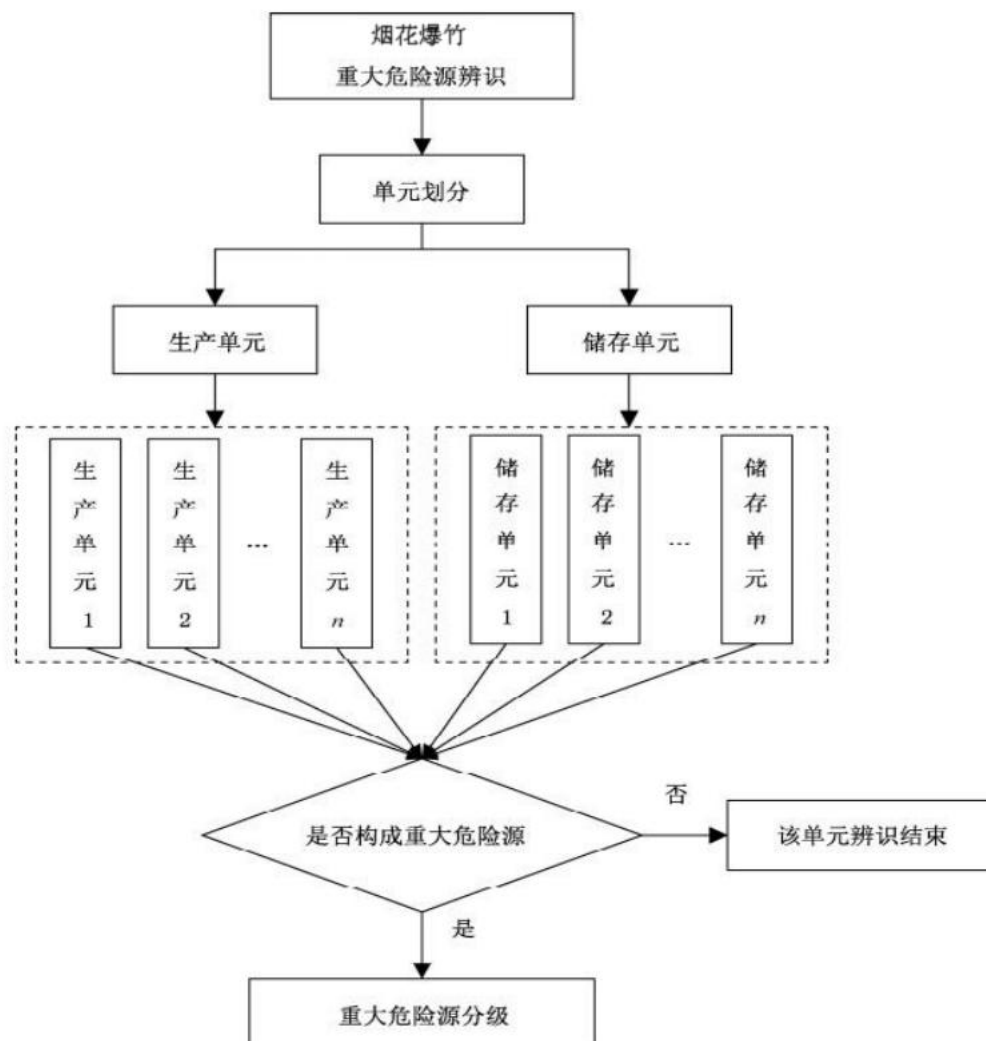 烟花爆竹
重大危险源辨识
单元划分
生产单元
储存单元
生产单元1
生产单元2
...
生产单元n
储存单元1
储存单元2
...
储存单元n
是否构成重大危险源
否
该单元辨识结束
是
重大危险源分级